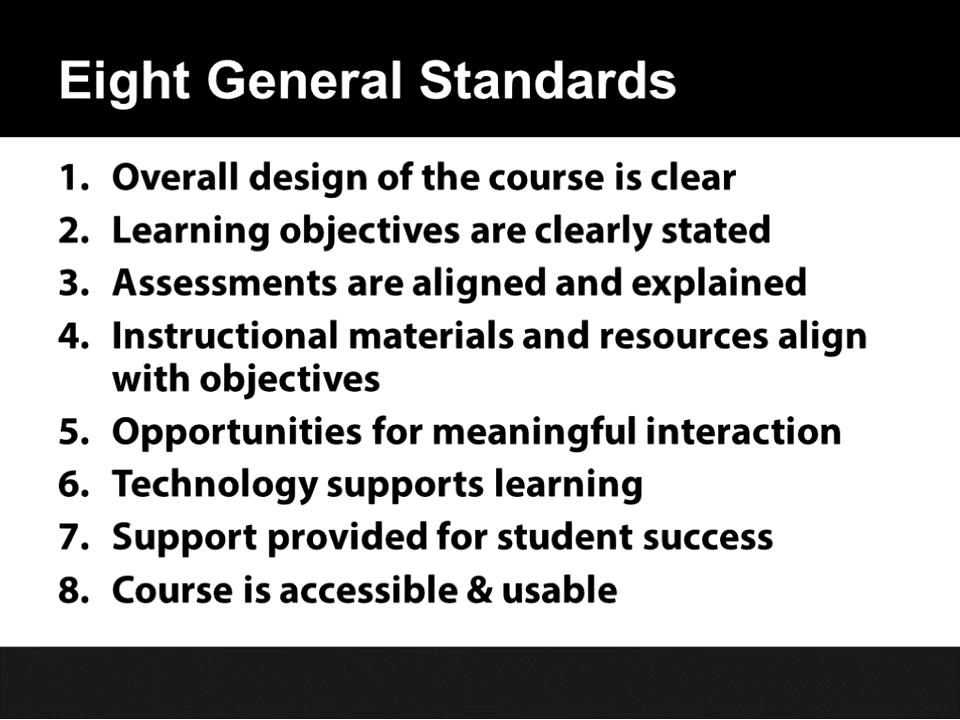 Eight General Standards
1. Overall design of the course is clear
2. Learning objectives are clearly stated
3. Assessments are aligned and explained
4. Instructional materials and resources align
with objectives
5. Opportunities for meaningful interaction
6. Technology supports learning
7. Support provided for student success
8. Course is accessible & usable